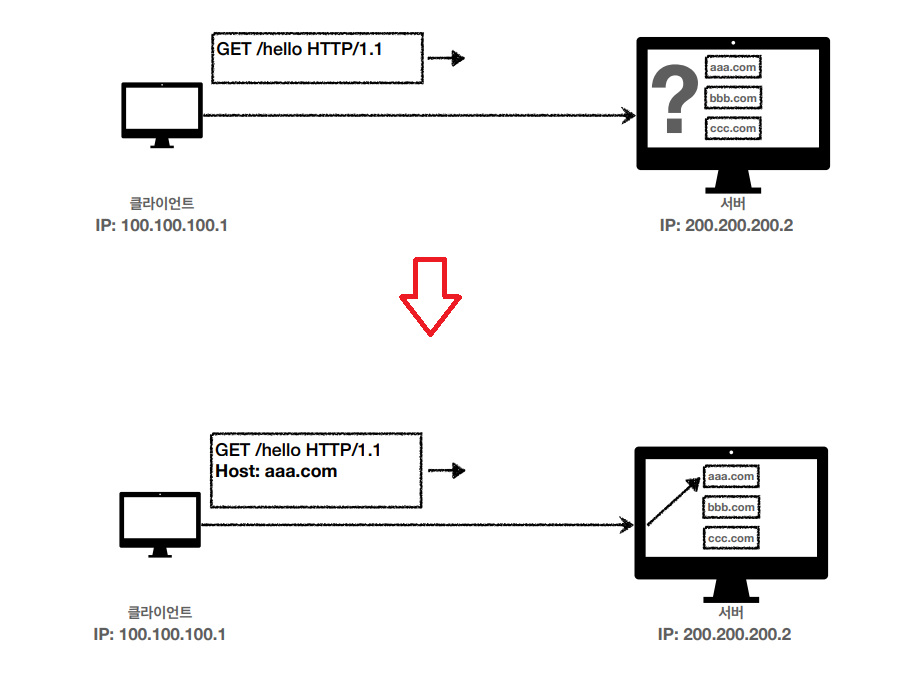 GET /hello HTTP/1.1
?
aaa.com
bbb.com
ccc.com
클라이언트
IP: 100.100.100.1
서버
IP: 200.200.200.2
GET /hello HTTP/1.1
Host: aaa.com
aaa.com
bbb.com
ccc.com
클라이언트
IP: 100.100.100.1
서버
IP: 200.200.200.2